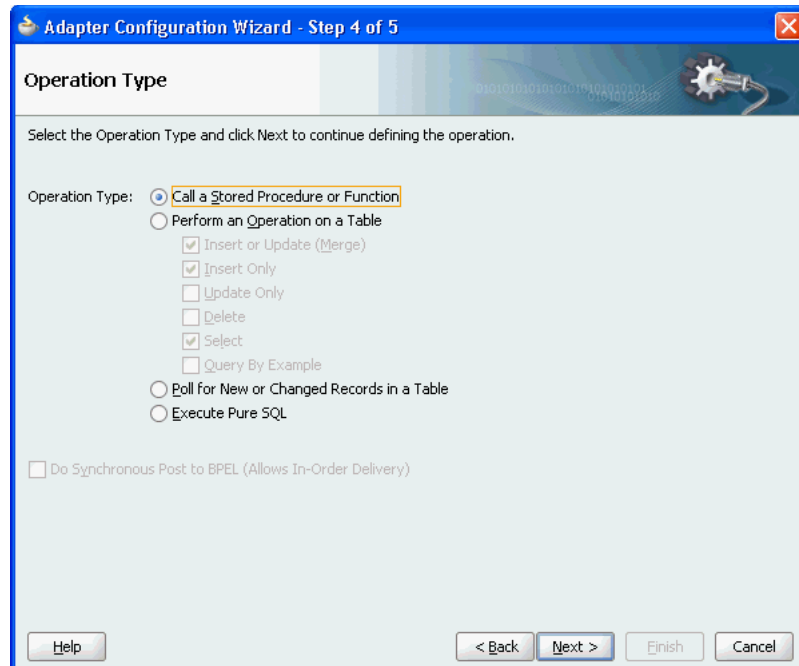 Adapter Configuration Wizard - Step 4 of 5
Operation Type
Select the Operation Type and click Next to continue defining the operation.
Operation Type: Call a Stored Procedure or Function
Perform an Operation on a Table
Insert or Update (Merge)
Insert Only
Update Only
Delete
Select
Query By Example
Poll for New or Changed Records in a Table
Execute Pure SQL
Do Synchronous Post to BPEL (Allows In-Order Delivery)
Help < Back Next > Finish Cancel